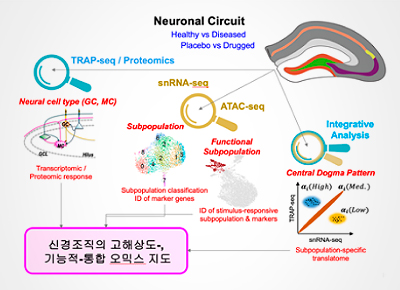 Neuronal Circuit
Healthy vs Diseased
Placebo vs Drugged
TRAP-seq / Proteomics
snRNA-seq
ATAC-seq
Integrative
Analysis
Neural cell type (GC, MC)
Subpopulation
Functional
Subpopulation
Central Dogma Pattern
GC
MC
GCL
Hilus
Transcriptomic /
Proteomic response
Subpopulation classification
ID of marker genes
ID of stimulus-responsive
subpopulation & markers
αᵢ(High)
αᵢ(Med.)
αᵢ(Low)
TRAP-seq
snRNA-seq
Subpopulation-specific
translatome
신경조직의 고해상도-,
기능적-통합 오믹스 지도